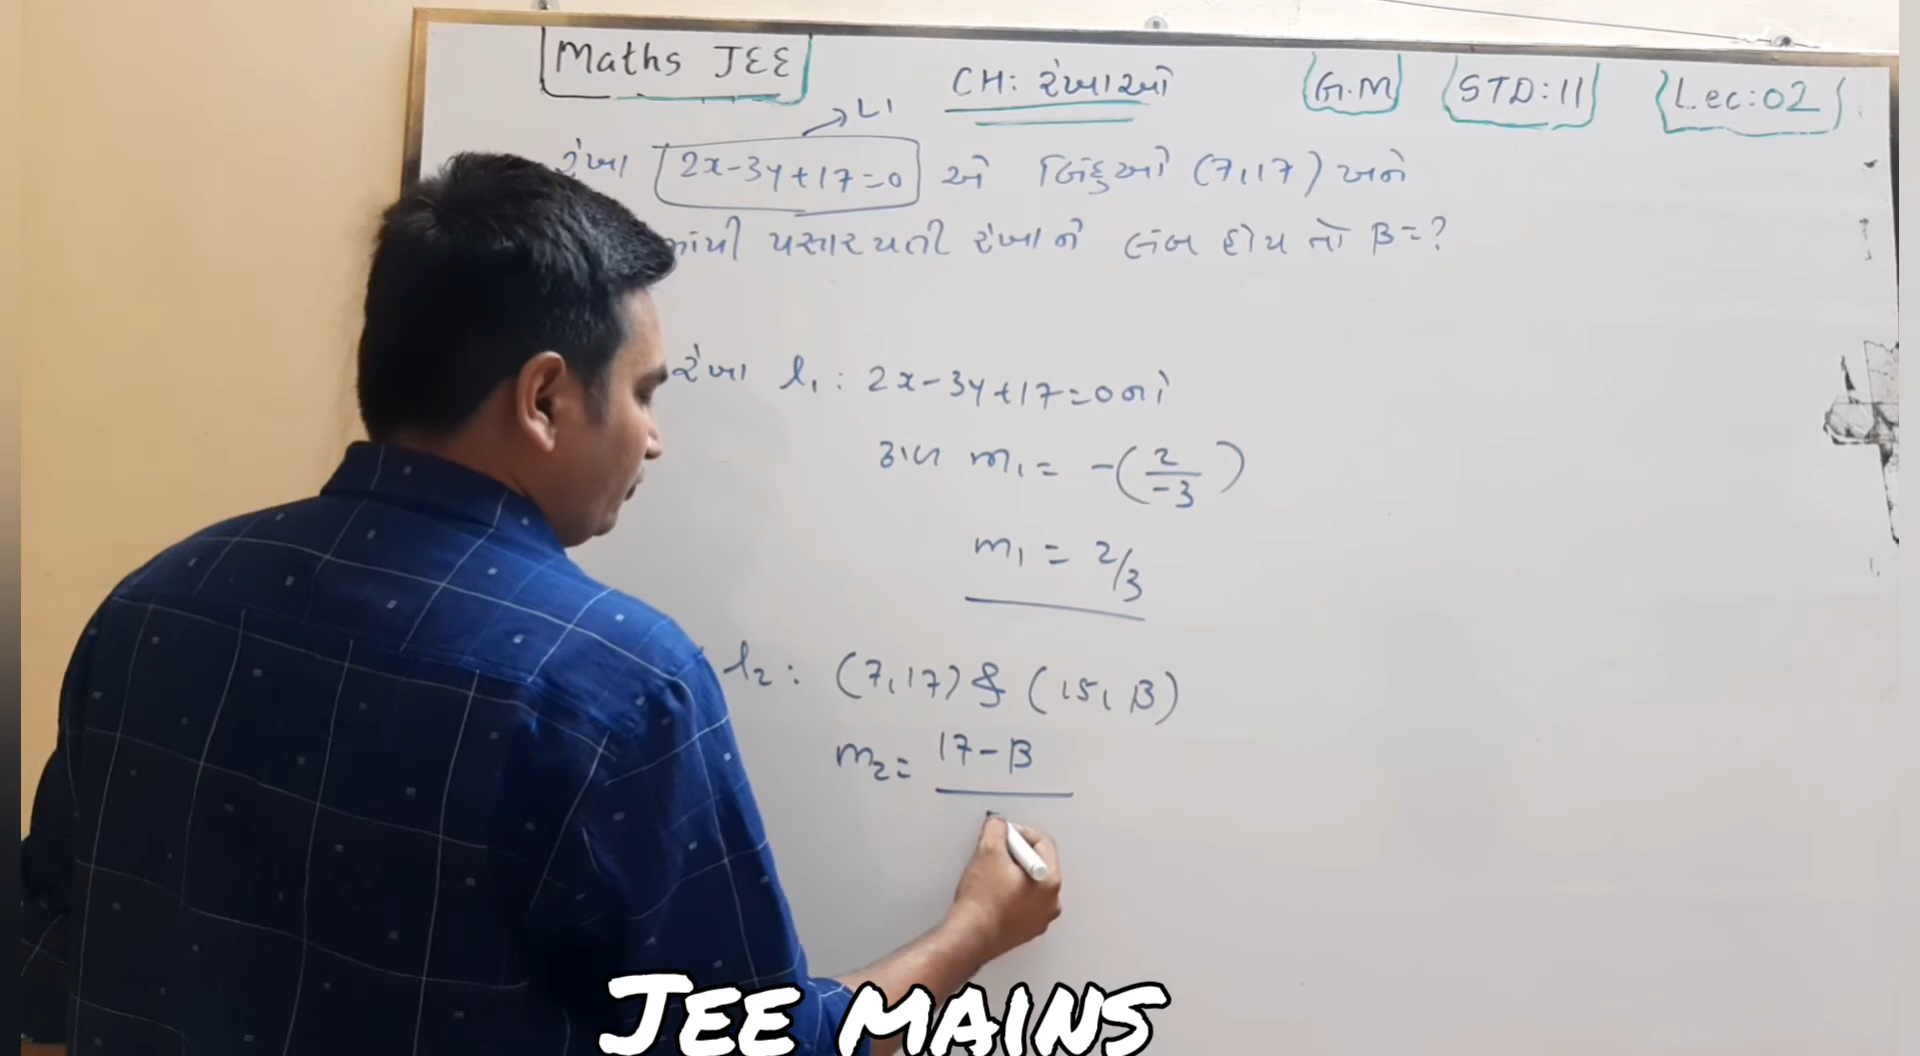 Maths JEE
CH: રેખાઓ
G.M
STD:11
Lec:02
→ L1
રેખા 2x-3y+17=0 એ બિંદુઓ (7,17) અને
માંથી પસાર થતી રેખાને લંબ હોય તો β=?
રેખા l₁: 2x-3y+17=0 નો
ઢાળ m₁= -(2/-3)
m₁ = 2/3
l₂: (7,17) & (15, β)
m₂= 17-β
JEE MAINS